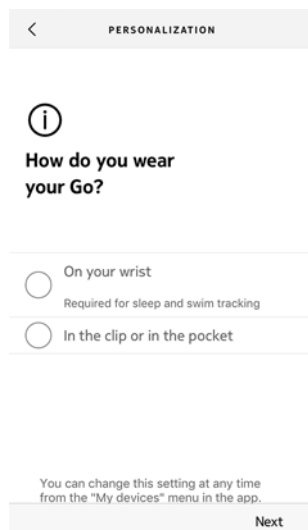 PERSONALIZATION
How do you wear
your Go?
On your wrist
Required for sleep and swim tracking
In the clip or in the pocket
You can change this setting at any time
from the "My devices" menu in the app.
Next